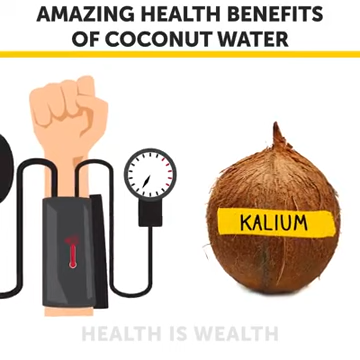 AMAZING HEALTH BENEFITS
OF COCONUT WATER
KALIUM
HEALTH IS WEALTH